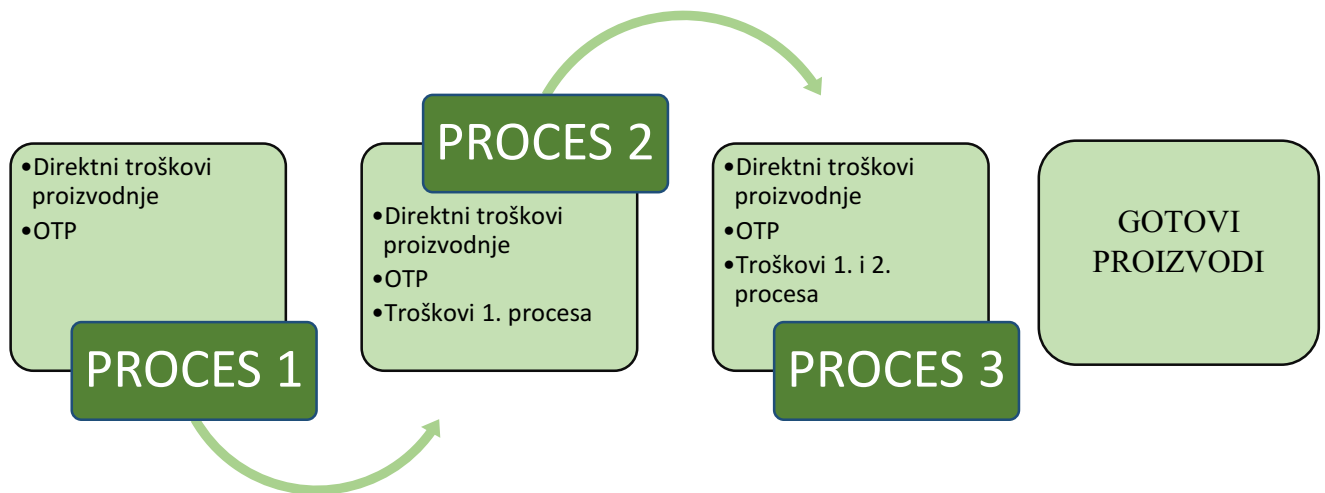 •Direktni troškovi
proizvodnje
•OTP
PROCES 1
PROCES 2
•Direktni troškovi
proizvodnje
•OTP
•Troškovi 1. procesa
•Direktni troškovi
proizvodnje
•OTP
•Troškovi 1. i 2.
procesa
PROCES 3
GOTOVI
PROIZVODI